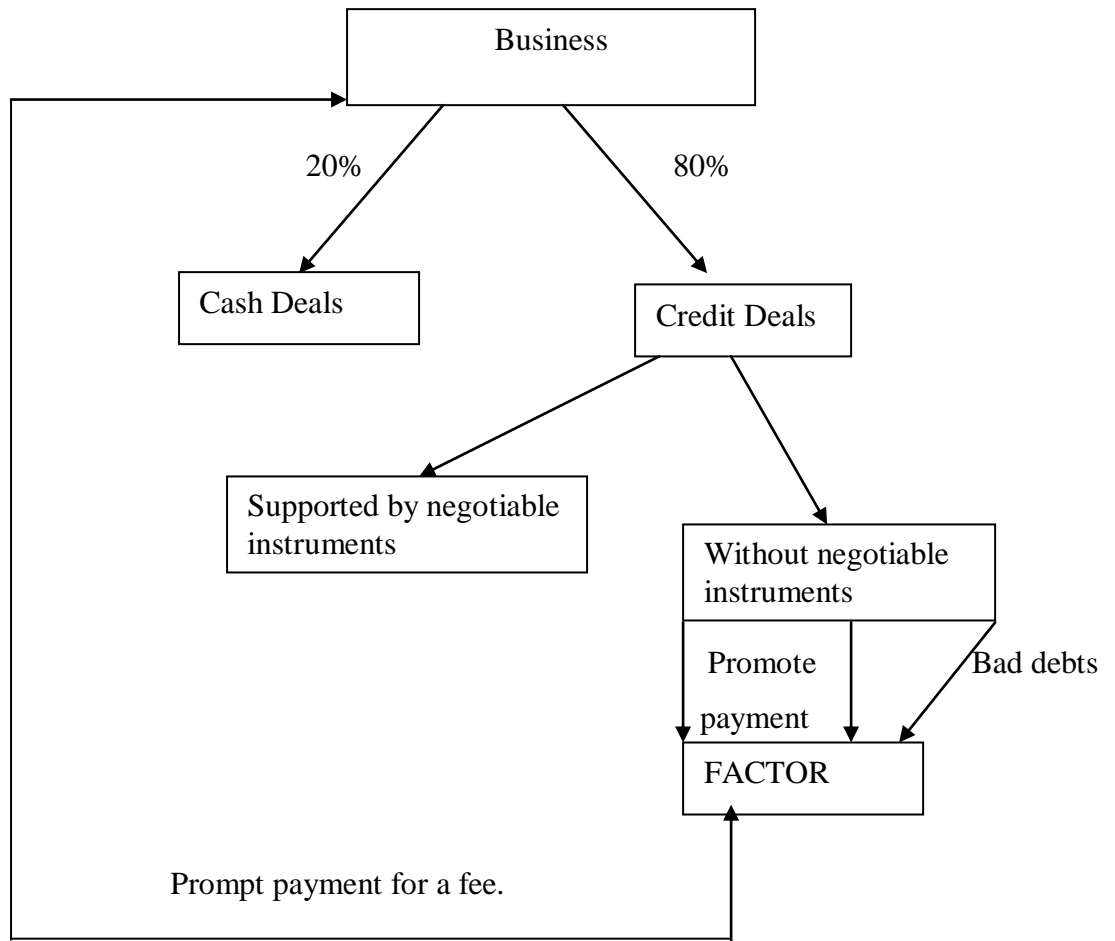 Business
20%
80%
Cash Deals
Credit Deals
Supported by negotiable
instruments
Without negotiable
instruments
Promote
payment
Bad debts
FACTOR
Prompt payment for a fee.